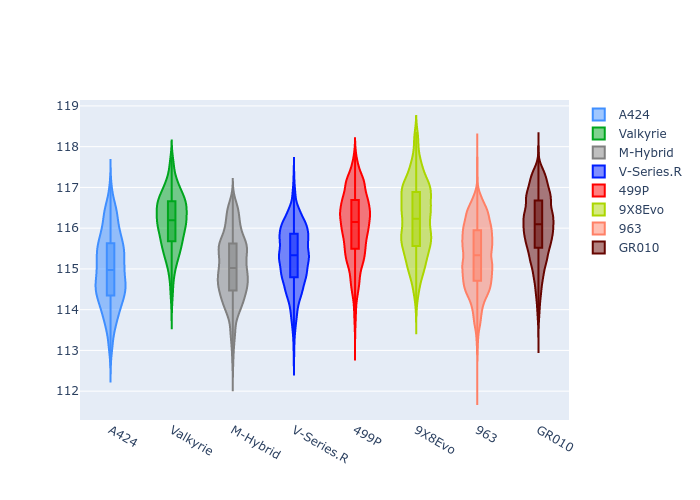 119
118
117
116
115
114
113
112
A424
Valkyrie
M-Hybrid
V-Series.R
499P
9X8Evo
963
GR010
A424
Valkyrie
M-Hybrid
V-Series.R
499P
9X8Evo
963
GR010